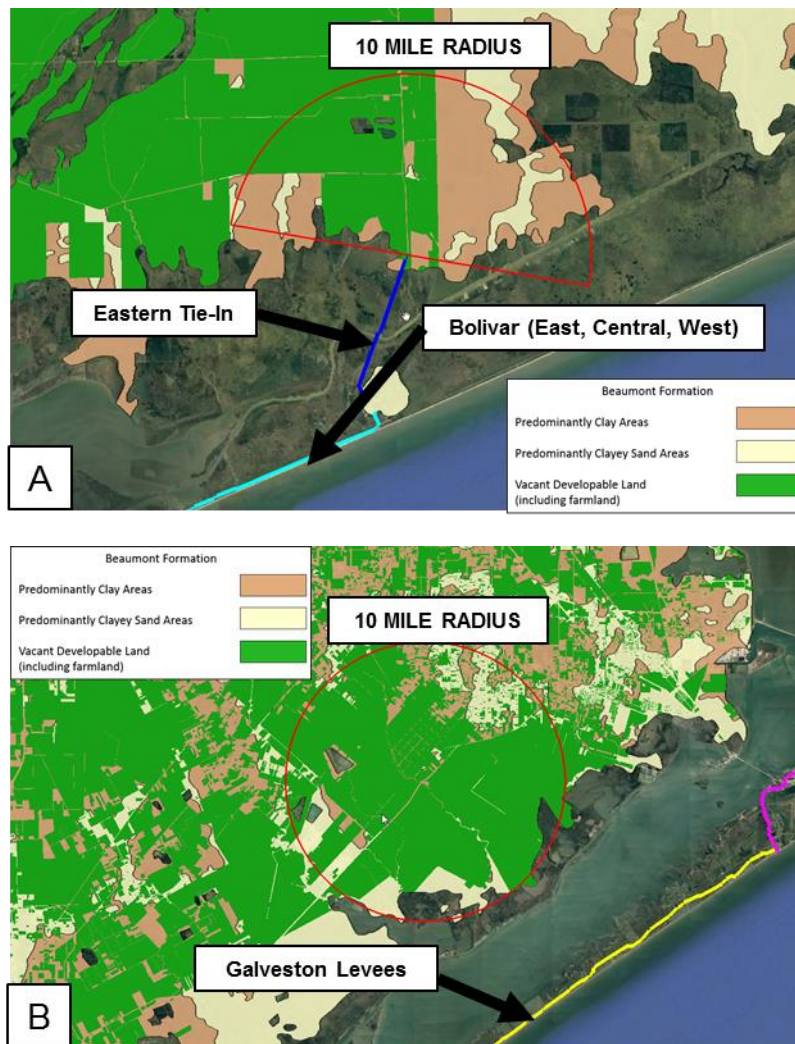 10 MILE RADIUS
Eastern Tie-In
Bolivar (East, Central, West)
Beaumont Formation
Predominantly Clay Areas
Predominantly Clayey Sand Areas
Vacant Developable Land
(including farmland)
A
Beaumont Formation
Predominantly Clay Areas
Predominantly Clayey Sand Areas
Vacant Developable Land
(including farmland)
10 MILE RADIUS
Galveston Levees
B